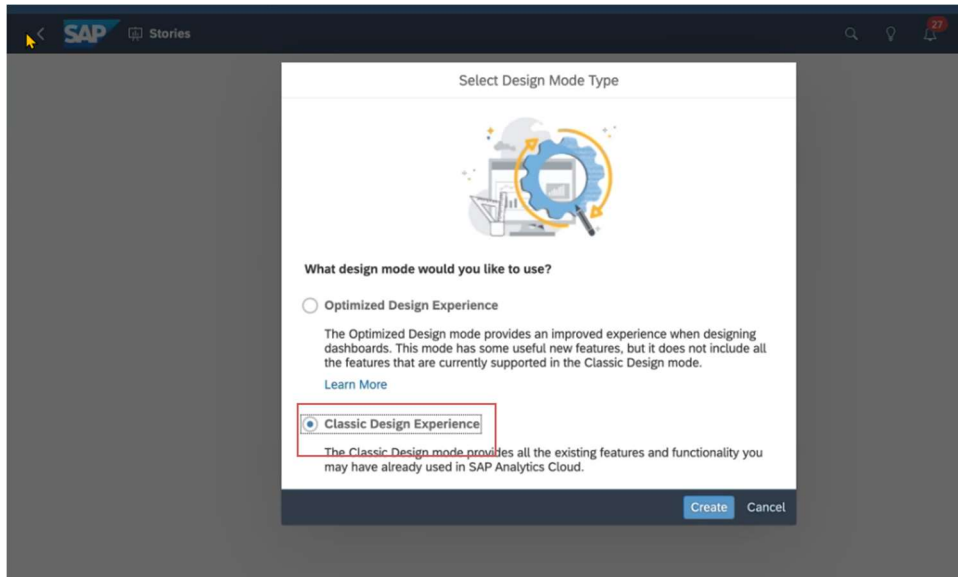 SAP Stories 27
Select Design Mode Type
What design mode would you like to use?
Optimized Design Experience
The Optimized Design mode provides an improved experience when designing
dashboards. This mode has some useful new features, but it does not include all
the features that are currently supported in the Classic Design mode.
Learn More
Classic Design Experience
The Classic Design mode provides all the existing features and functionality you
may have already used in SAP Analytics Cloud.
Create Cancel